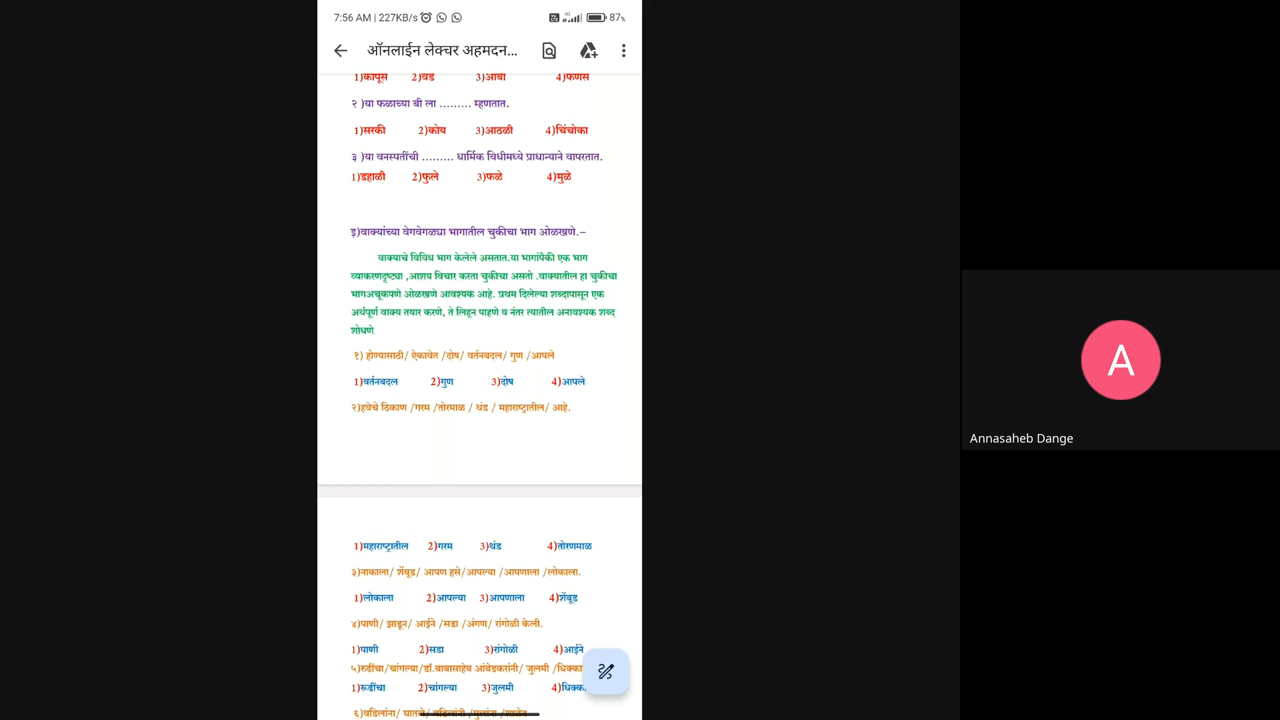 7:56 AM | 227KB/s
87%
ऑनलाईन लेक्चर अहमदन...
1)कापूस 2)वड 3)आंबा 4)फणस
२ )या फळाच्या बी ला ......... म्हणतात.
1)सरकी 2)कोय 3)आठळी 4)चिंचोका
३ )या वनस्पतींची ......... धार्मिक विधीमध्ये प्राधान्याने वापरतात.
1)डहाळी 2)फुले 3)फळे 4)मुळे
इ)वाक्यांच्या वेगवेगळ्या भागातील चुकीचा भाग ओळखणे.–
वाक्याचे विविध भाग केलेले असतात.या भागांपैकी एक भाग
व्याकरणदृष्ट्या ,आशय विचार करता चुकीचा असतो .वाक्यातील हा चुकीचा
भागअचूकपणे ओळखणे आवश्यक आहे. प्रथम दिलेल्या शब्दापासून एक
अर्थपूर्ण वाक्य तयार करणे, ते लिहून पाहणे व नंतर त्यातील अनावश्यक शब्द
शोधणे.
१) होण्यासाठी/ ऐकावेत /दोष/ वर्तनबदल/ गुण /आपले
1)वर्तनबदल 2)गुण 3)दोष 4)आपले
२)हवेचे ठिकाण /गरम /तोरमाळ / थंड / महाराष्ट्रातील/ आहे.
1)महाराष्ट्रातील 2)गरम 3)थंड 4)तोरणमाळ
३)नाकाला/ शेंबूड/ आपण हसे/आपल्या /आपणाला /लोकाला.
1)लोकाला 2)आपल्या 3)आपणाला 4)शेंबूड
४)पाणी/ झाडून/ आईने /सडा /अंगण/ रांगोळी केली.
1)पाणी 2)सडा 3)रांगोळी 4)आईने
५)रुढींचा/चांगल्या/डॉ.बाबासाहेब आंबेडकरांनी/ जुलमी /धिक्का
1)रूढींचा 2)चांगल्या 3)जुलमी 4)धिक्का
६)वडिलांना/ घातले/ वडिलांनी /मुलांना /शाळेत
A
Annasaheb Dange